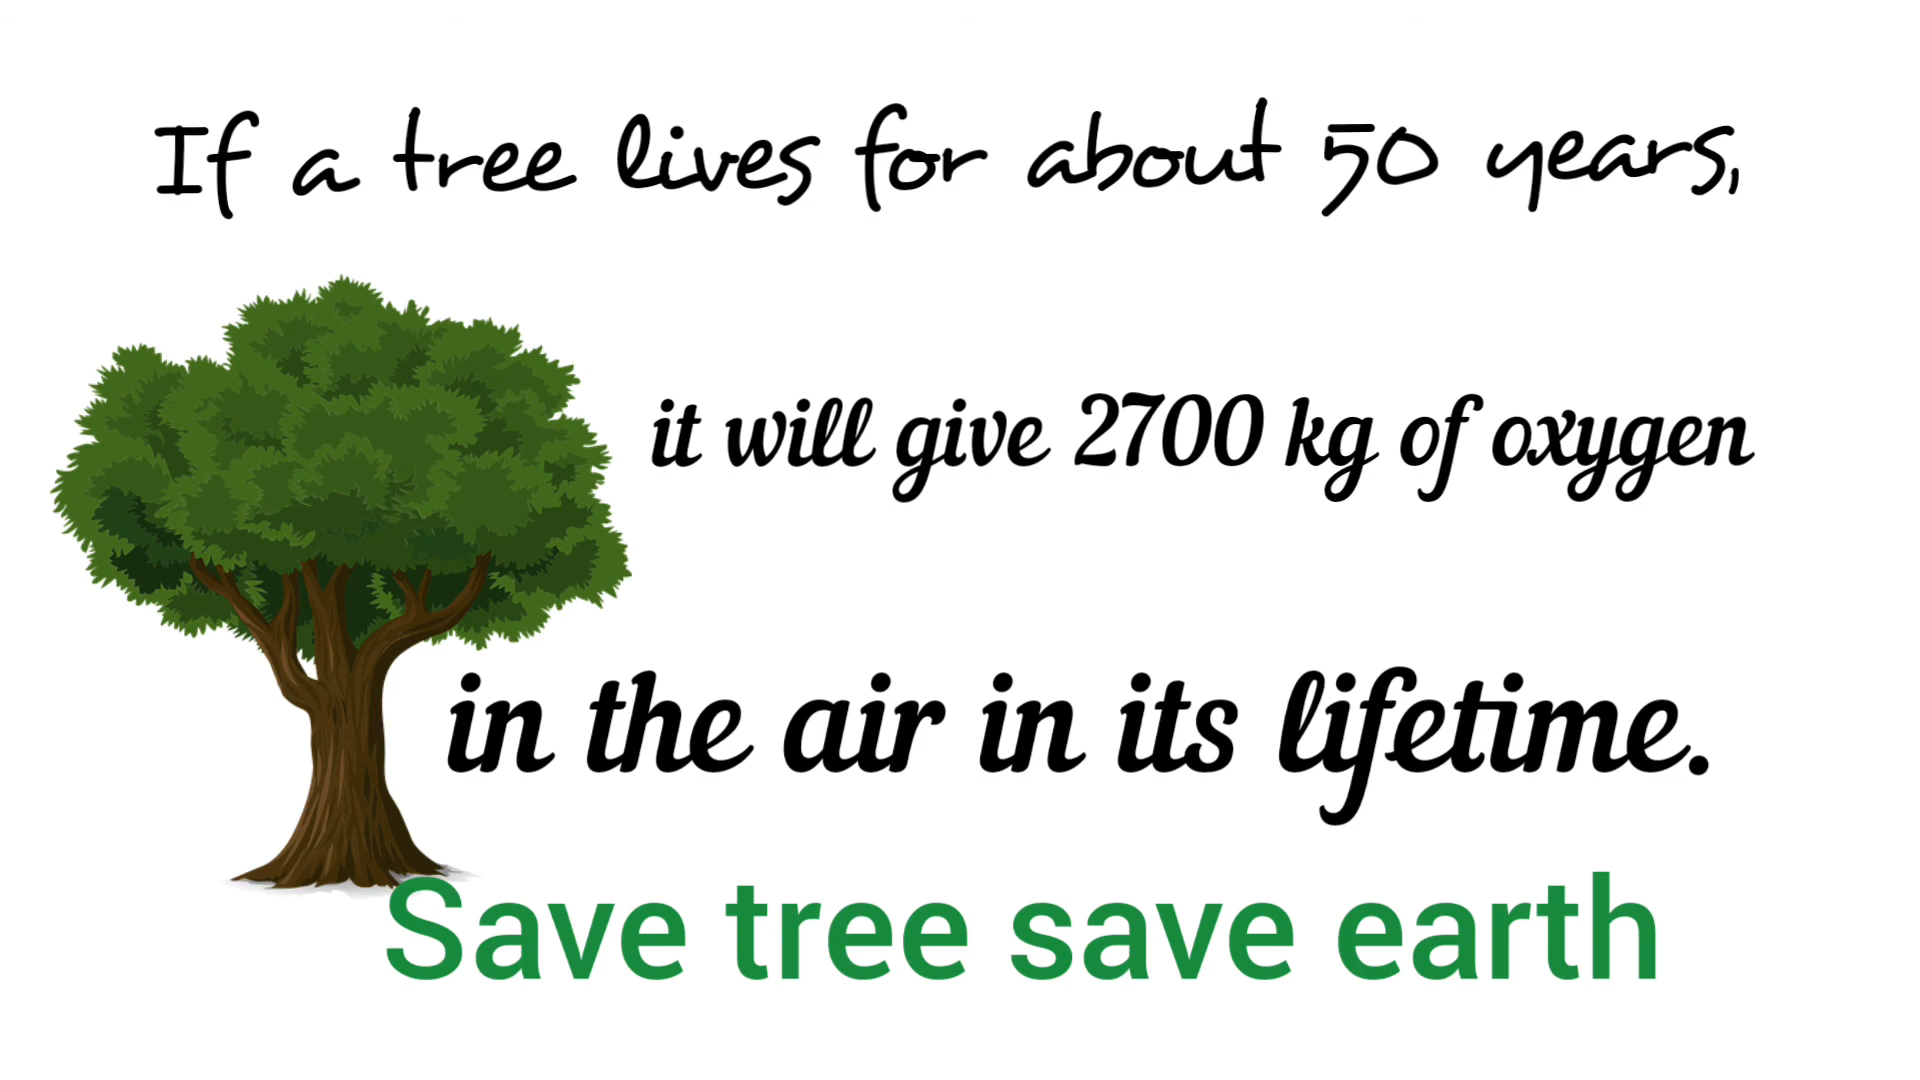 If a tree lives for about 50 years,
it will give 2700 kg of oxygen
in the air in its lifetime.
Save tree save earth